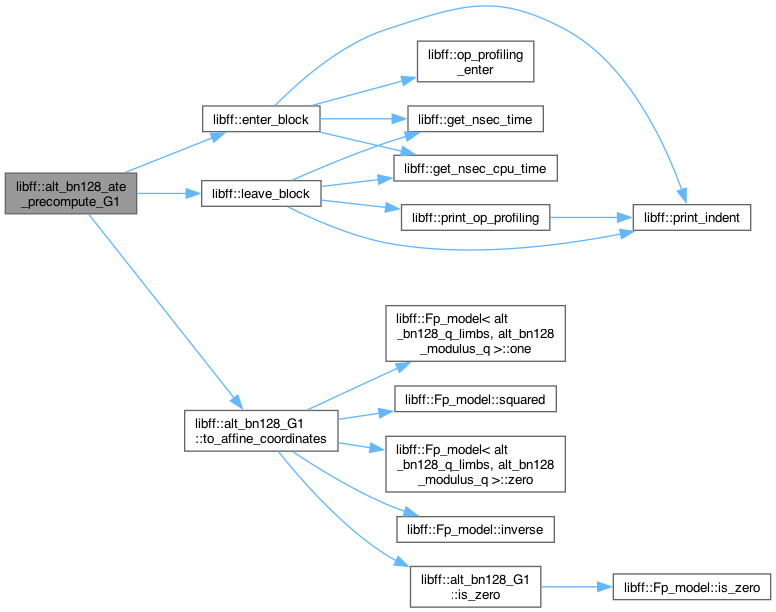 libff::alt_bn128_ate
_precompute_G1
libff::enter_block
libff::op_profiling
_enter
libff::get_nsec_time
libff::get_nsec_cpu_time
libff::leave_block
libff::print_op_profiling
libff::print_indent
libff::alt_bn128_G1
::to_affine_coordinates
libff::Fp_model< alt
_bn128_q_limbs, alt_bn128
_modulus_q >::one
libff::Fp_model::squared
libff::Fp_model< alt
_bn128_q_limbs, alt_bn128
_modulus_q >::zero
libff::Fp_model::inverse
libff::alt_bn128_G1
::is_zero
libff::Fp_model::is_zero